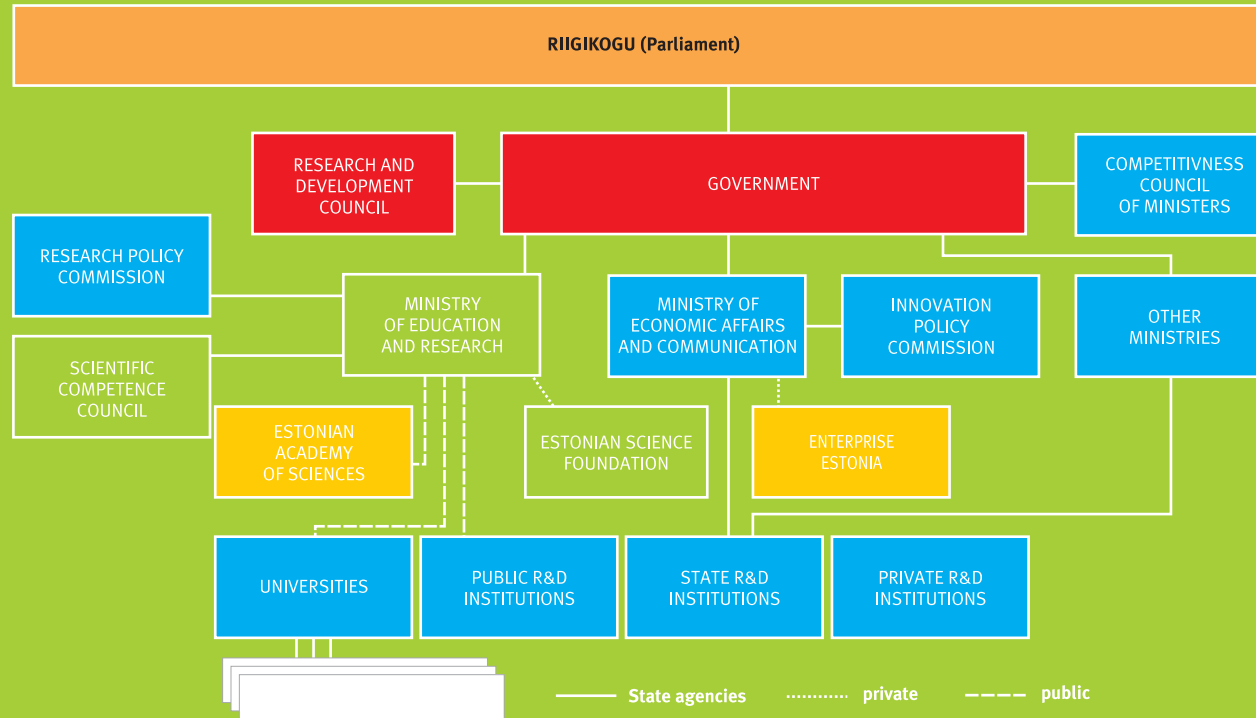 RIIGIKOGU (Parliament)
RESEARCH AND
DEVELOPMENT
COUNCIL
GOVERNMENT
COMPETITIVNESS
COUNCIL
OF MINISTERS
RESEARCH POLICY
COMMISSION
MINISTRY
OF EDUCATION
AND RESEARCH
MINISTRY OF
ECONOMIC AFFAIRS
AND COMMUNICATION
INNOVATION
POLICY
COMMISSION
OTHER
MINISTRIES
SCIENTIFIC
COMPETENCE
COUNCIL
ESTONIAN
ACADEMY
OF SCIENCES
ESTONIAN SCIENCE
FOUNDATION
ENTERPRISE
ESTONIA
UNIVERSITIES
PUBLIC R&D
INSTITUTIONS
STATE R&D
INSTITUTIONS
PRIVATE R&D
INSTITUTIONS
State agencies
private
public